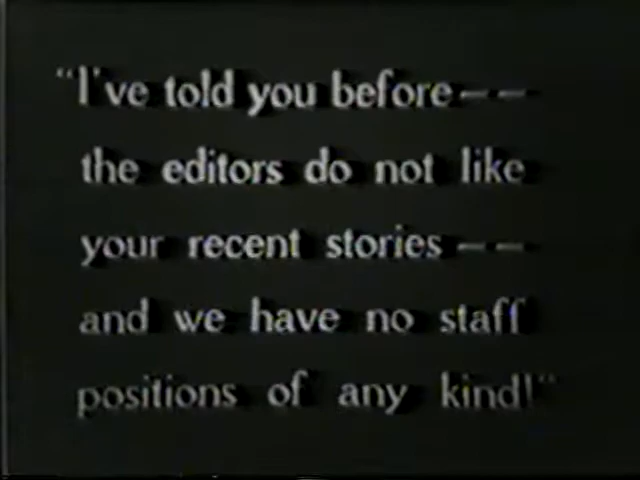 "I've told you before — —
the editors do not like
your recent stories — —
and we have no staff
positions of any kind!"